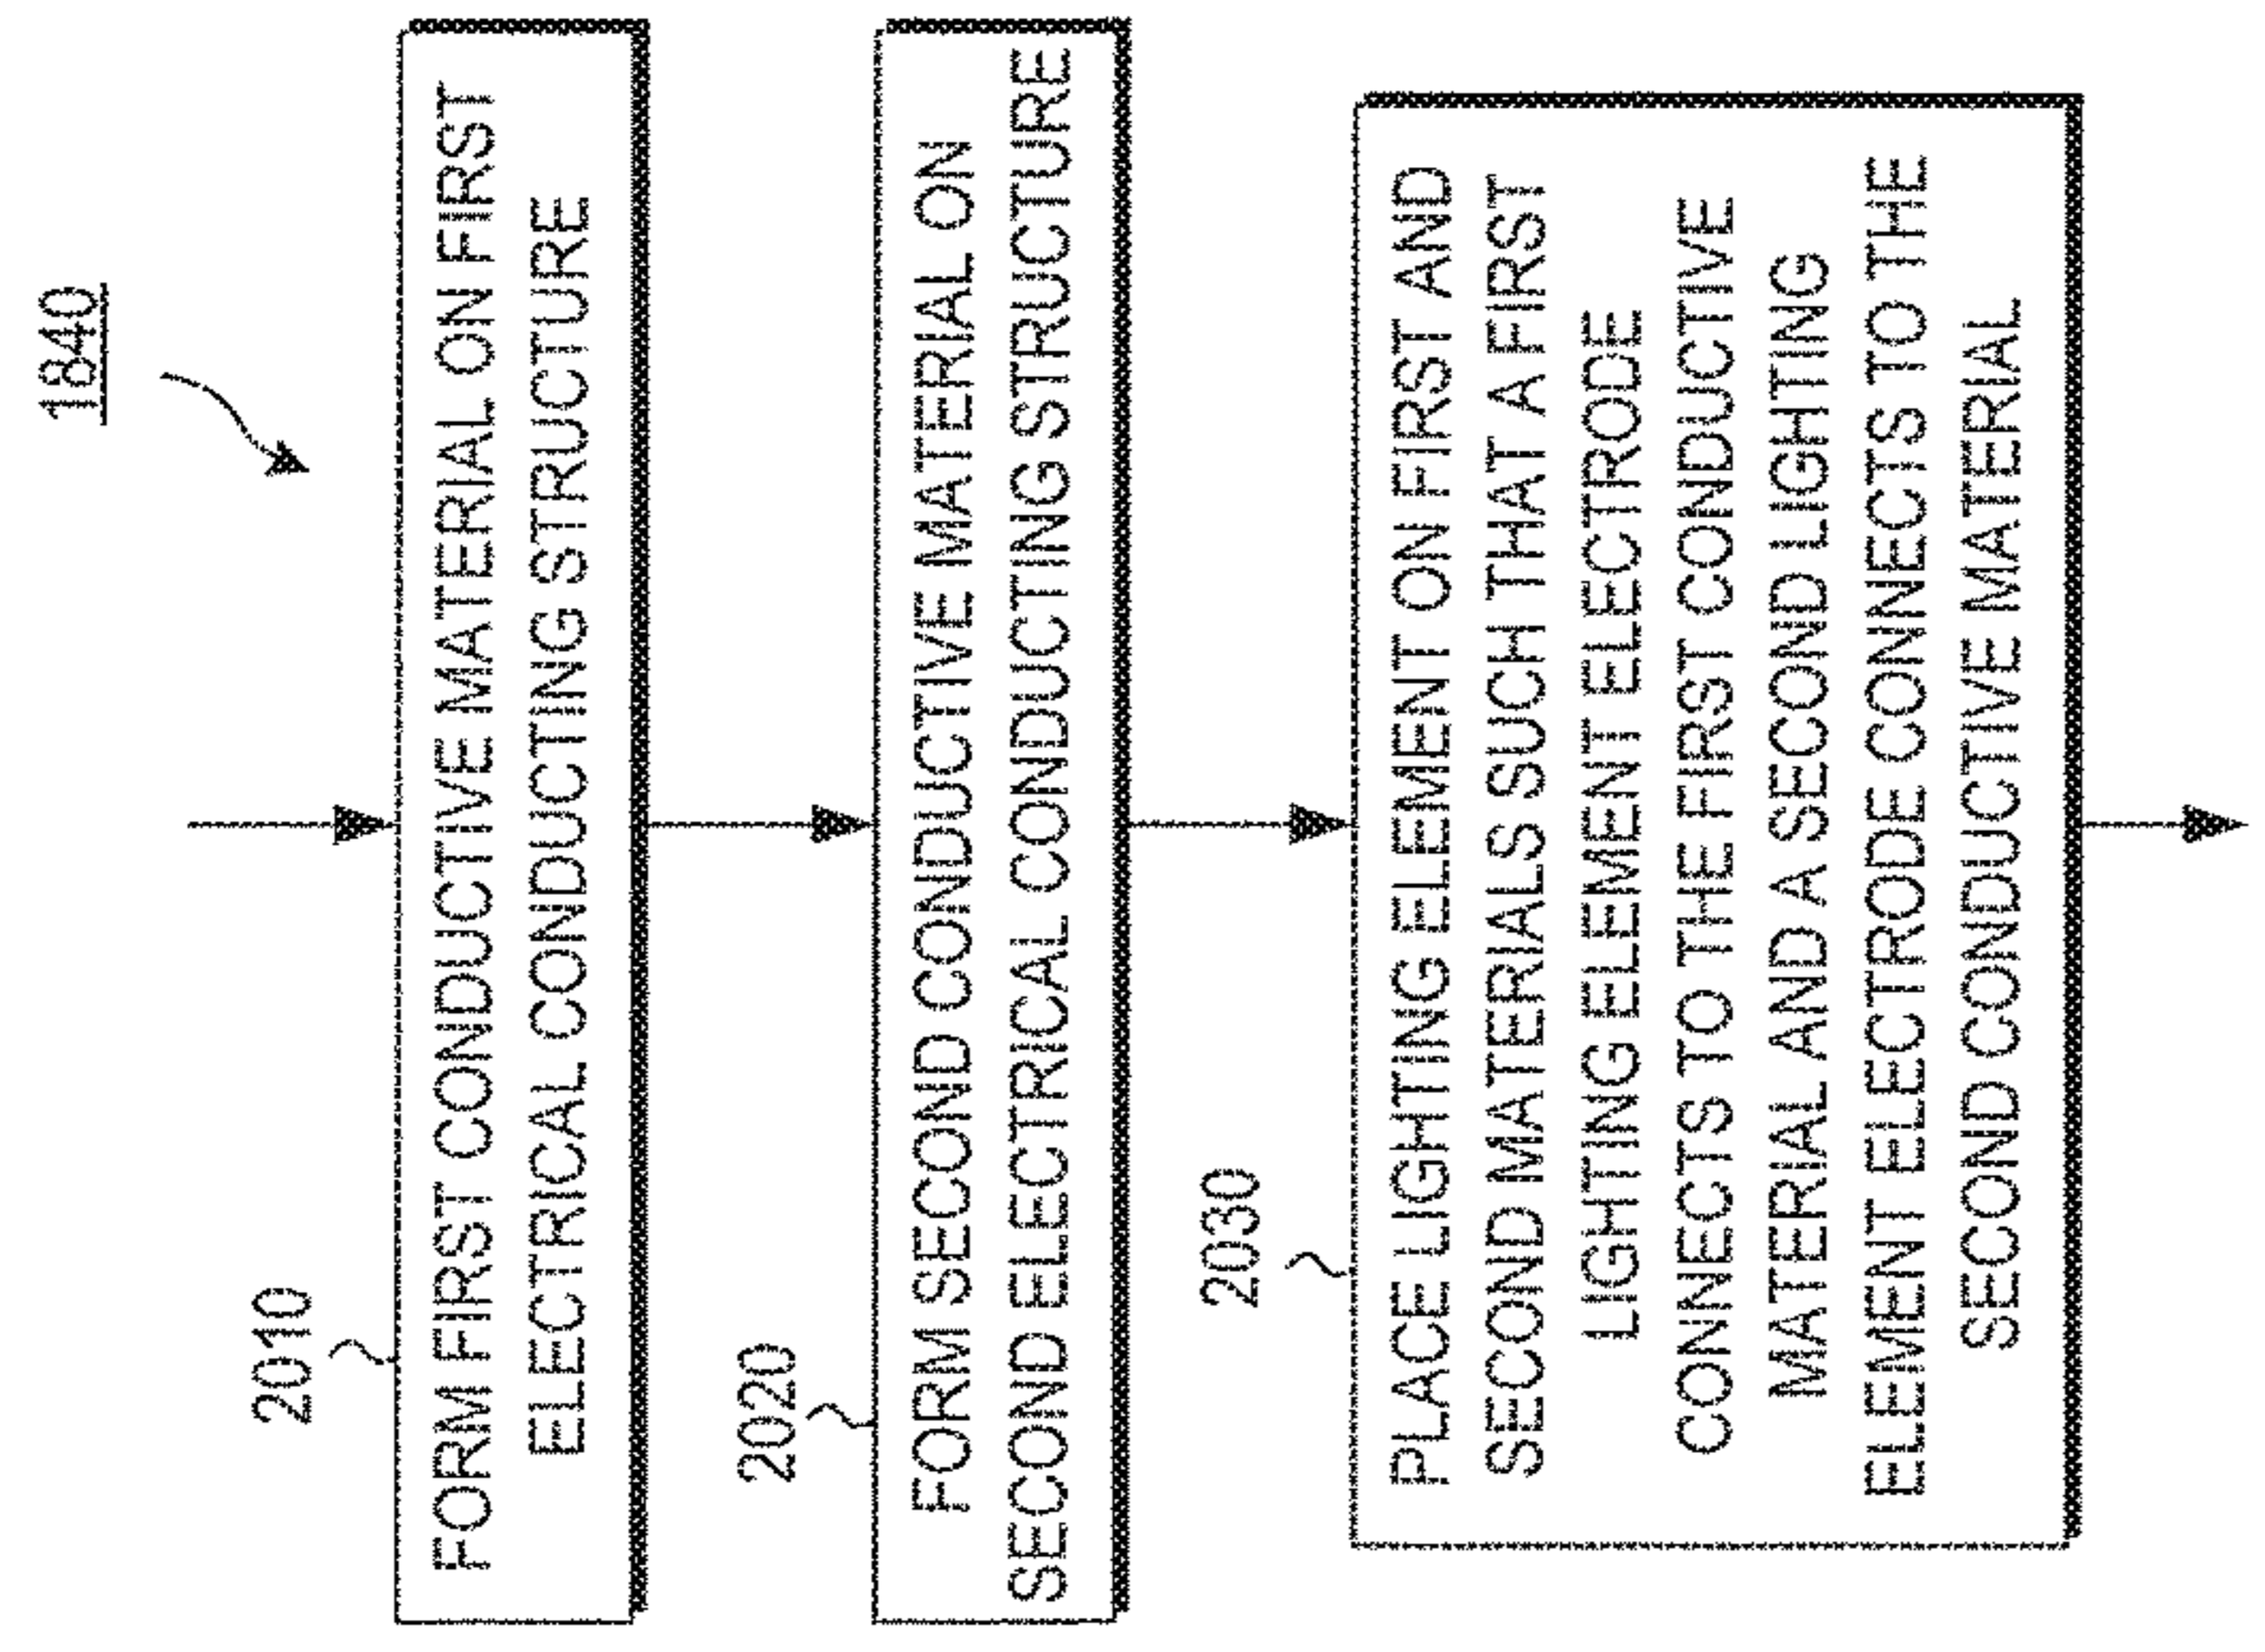 1840
2010
FORM FIRST CONDUCTIVE MATERIAL ON FIRST
ELECTRICAL CONDUCTING STRUCTURE
2020
FORM SECOND CONDUCTIVE MATERIAL ON
SECOND ELECTRICAL CONDUCTING STRUCTURE
2030
PLACE LIGHTING ELEMENT ON FIRST AND
SECOND MATERIALS SUCH THAT A FIRST
LIGHTING ELEMENT ELECTRODE
CONNECTS TO THE FIRST CONDUCTIVE
MATERIAL AND A SECOND LIGHTING
ELEMENT ELECTRODE CONNECTS TO THE
SECOND CONDUCTIVE MATERIAL